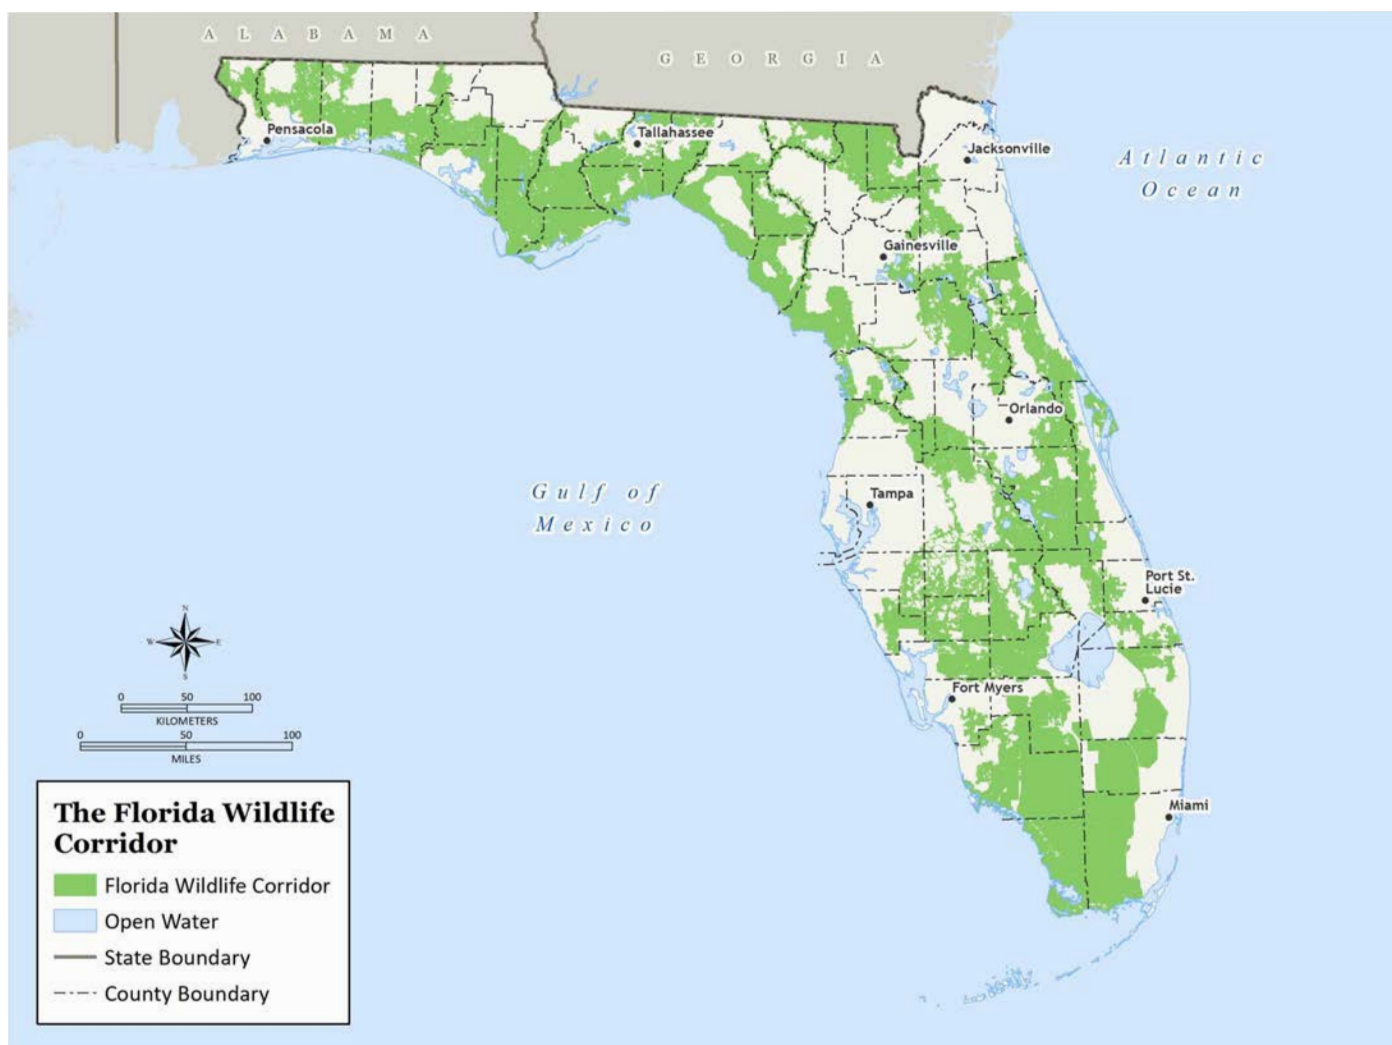 A L A B A M A
G E O R G I A
Pensacola
Tallahassee
Jacksonville
Atlantic
Ocean
Gainesville
Orlando
Gulf of
Mexico
Tampa
Port St.
Lucie
Fort Myers
Miami
N
W
E
S
0 50 100
KILOMETERS
0 50 100
MILES
The Florida Wildlife
Corridor
Florida Wildlife Corridor
Open Water
State Boundary
County Boundary